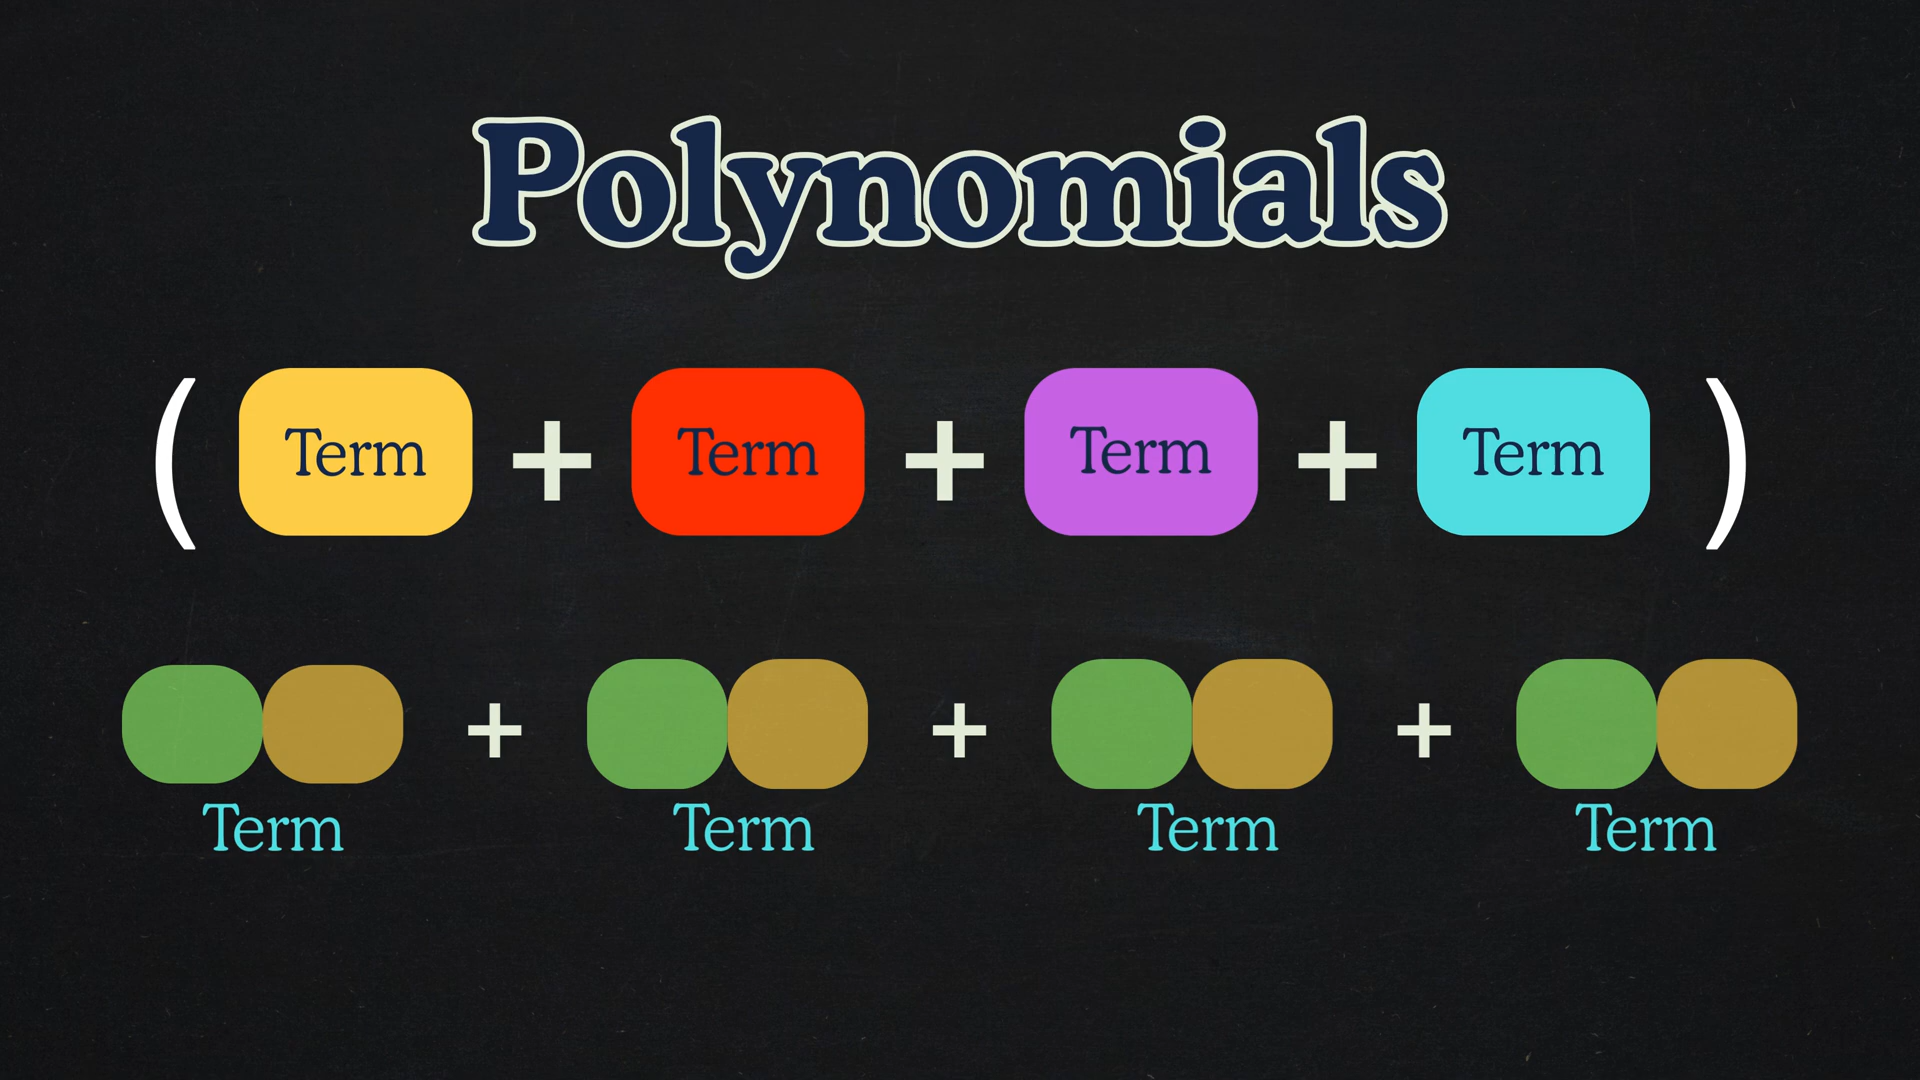 Polynomials
( Term + Term + Term + Term )
+ + +
Term Term Term Term